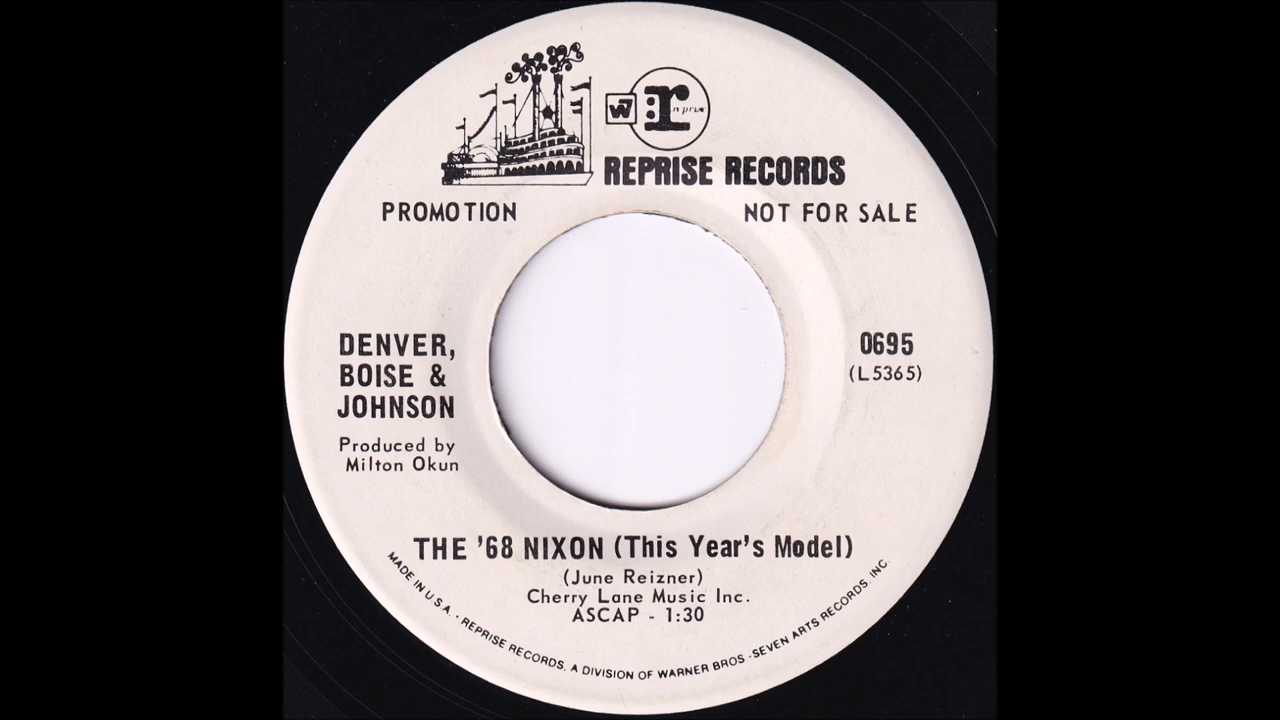 W7
r
REPRISE RECORDS
PROMOTION
NOT FOR SALE
DENVER,
BOISE &
JOHNSON
Produced by
Milton Okun
0695
(L5365)
THE '68 NIXON (This Year's Model)
(June Reizner)
Cherry Lane Music Inc.
ASCAP - 1:30
MADE IN U.S.A. · REPRISE RECORDS, A DIVISION OF WARNER BROS -SEVEN ARTS RECORDS, INC.